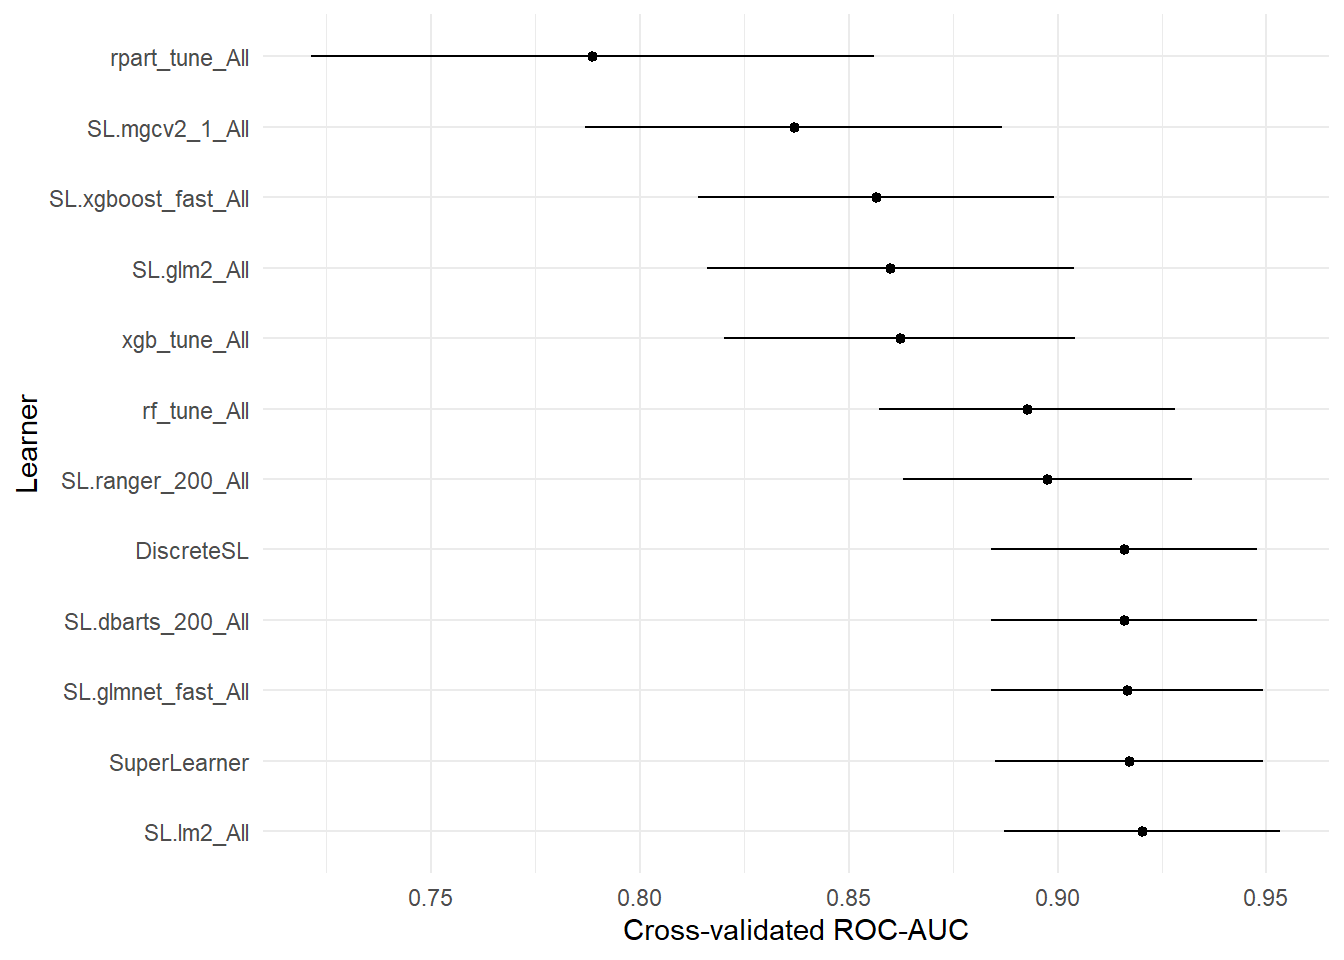 rpart_tune_All
SL.mgcv2_1_All
SL.xgboost_fast_All
SL.glm2_All
xgb_tune_All
rf_tune_All
SL.ranger_200_All
DiscreteSL
SL.dbarts_200_All
SL.glmnet_fast_All
SuperLearner
SL.lm2_All
Learner
0.75 0.80 0.85 0.90 0.95
Cross-validated ROC-AUC